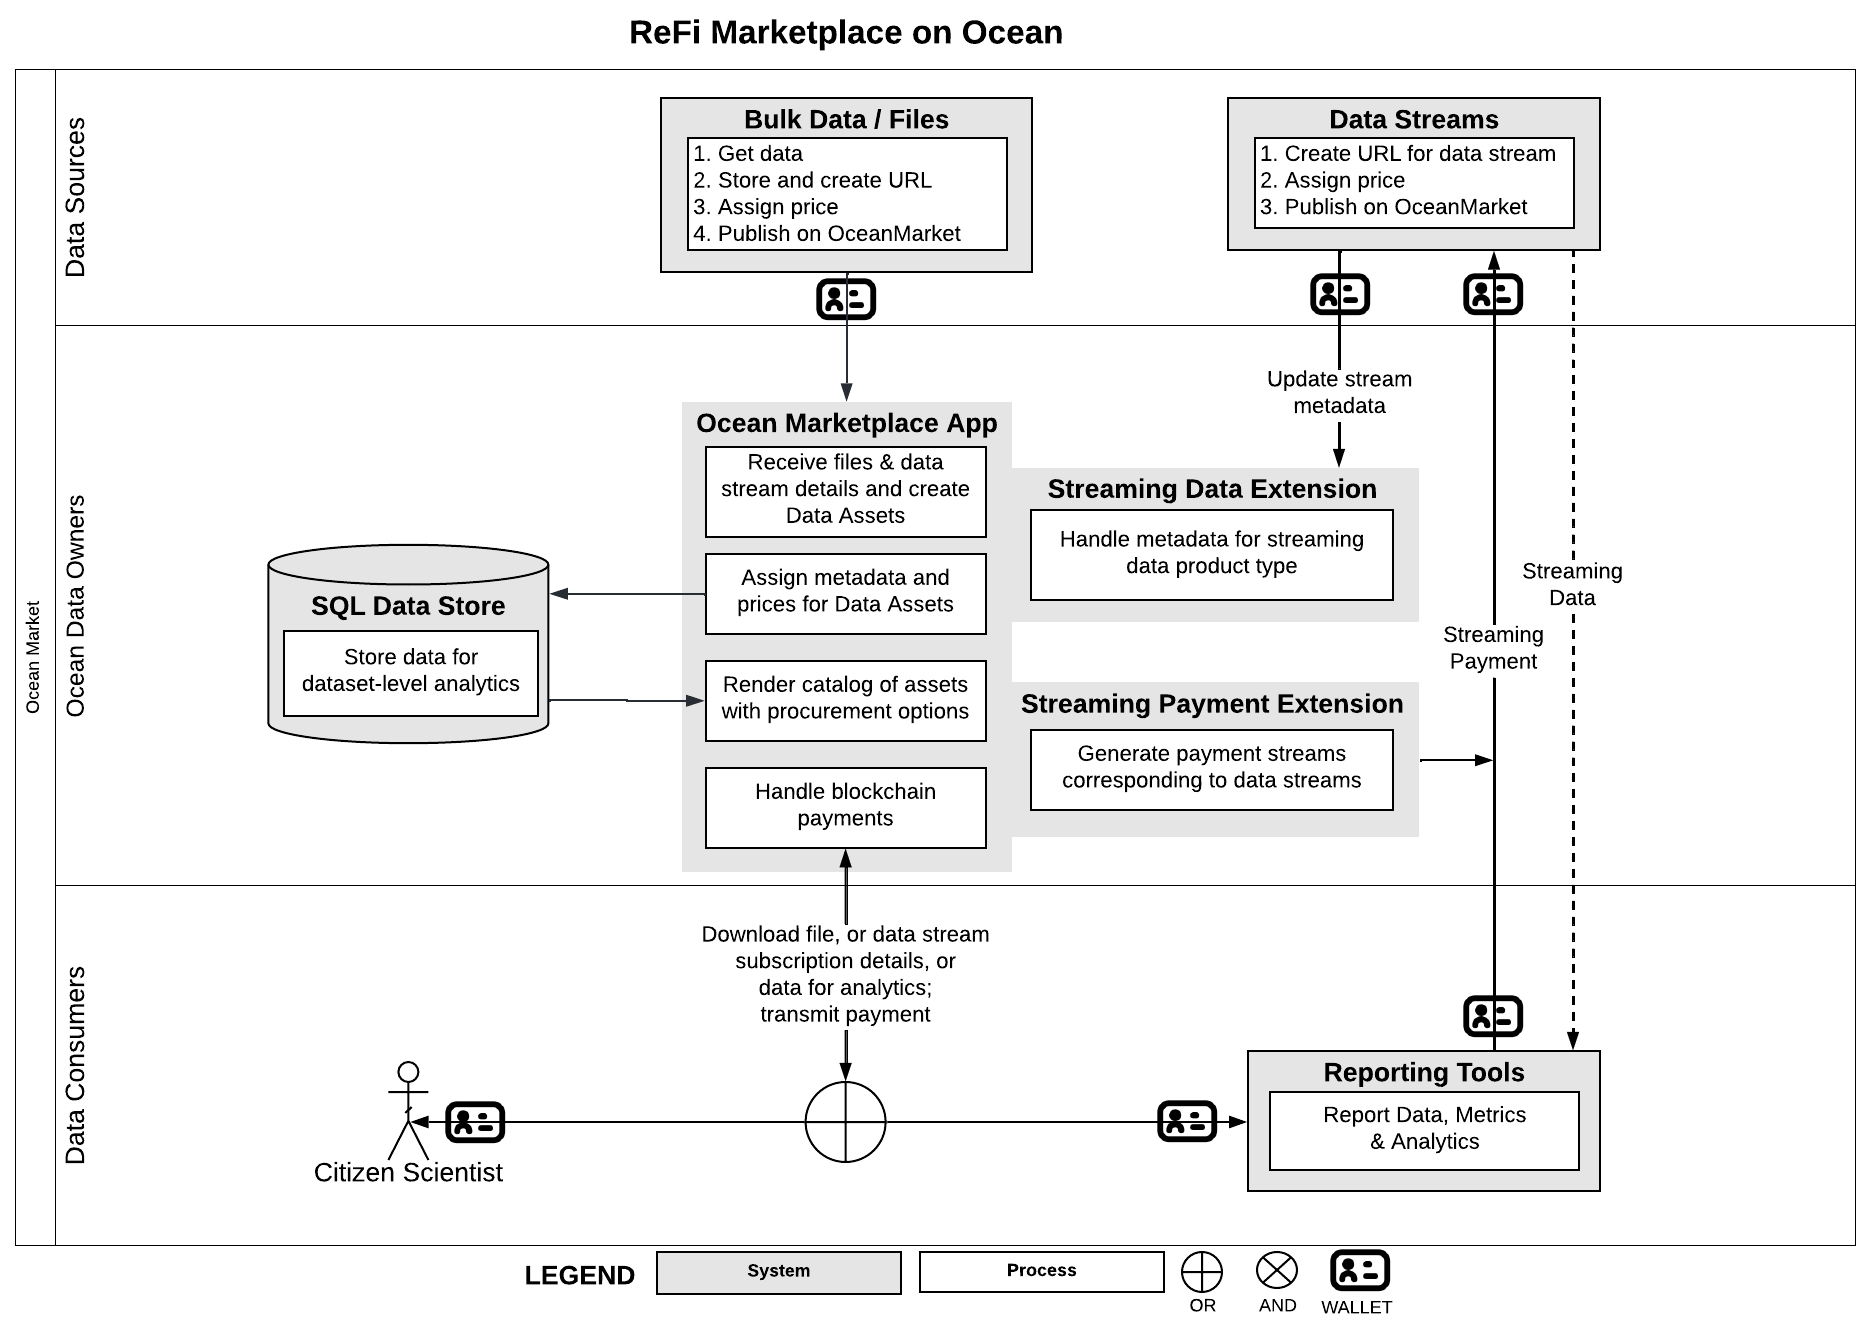 ReFi Marketplace on Ocean
Ocean Market
Data Sources
Bulk Data / Files
1. Get data
2. Store and create URL
3. Assign price
4. Publish on OceanMarket
Data Streams
1. Create URL for data stream
2. Assign price
3. Publish on OceanMarket
Ocean Data Owners
Update stream
metadata
Ocean Marketplace App
Receive files & data
stream details and create
Data Assets
Assign metadata and
prices for Data Assets
Render catalog of assets
with procurement options
Handle blockchain
payments
Streaming Data Extension
Handle metadata for streaming
data product type
SQL Data Store
Store data for
dataset-level analytics
Streaming
Data
Streaming
Payment
Streaming Payment Extension
Generate payment streams
corresponding to data streams
Data Consumers
Download file, or data stream
subscription details, or
data for analytics;
transmit payment
Citizen Scientist
Reporting Tools
Report Data, Metrics
& Analytics
LEGEND
System
Process
OR
AND
WALLET